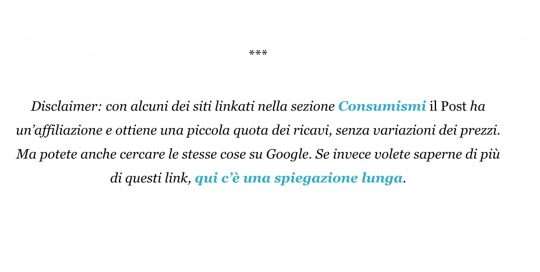 ***
Disclaimer: con alcuni dei siti linkati nella sezione Consumismi il Post ha
un'affiliazione e ottiene una piccola quota dei ricavi, senza variazioni dei prezzi.
Ma potete anche cercare le stesse cose su Google. Se invece volete saperne di più
di questi link, qui c'è una spiegazione lunga.